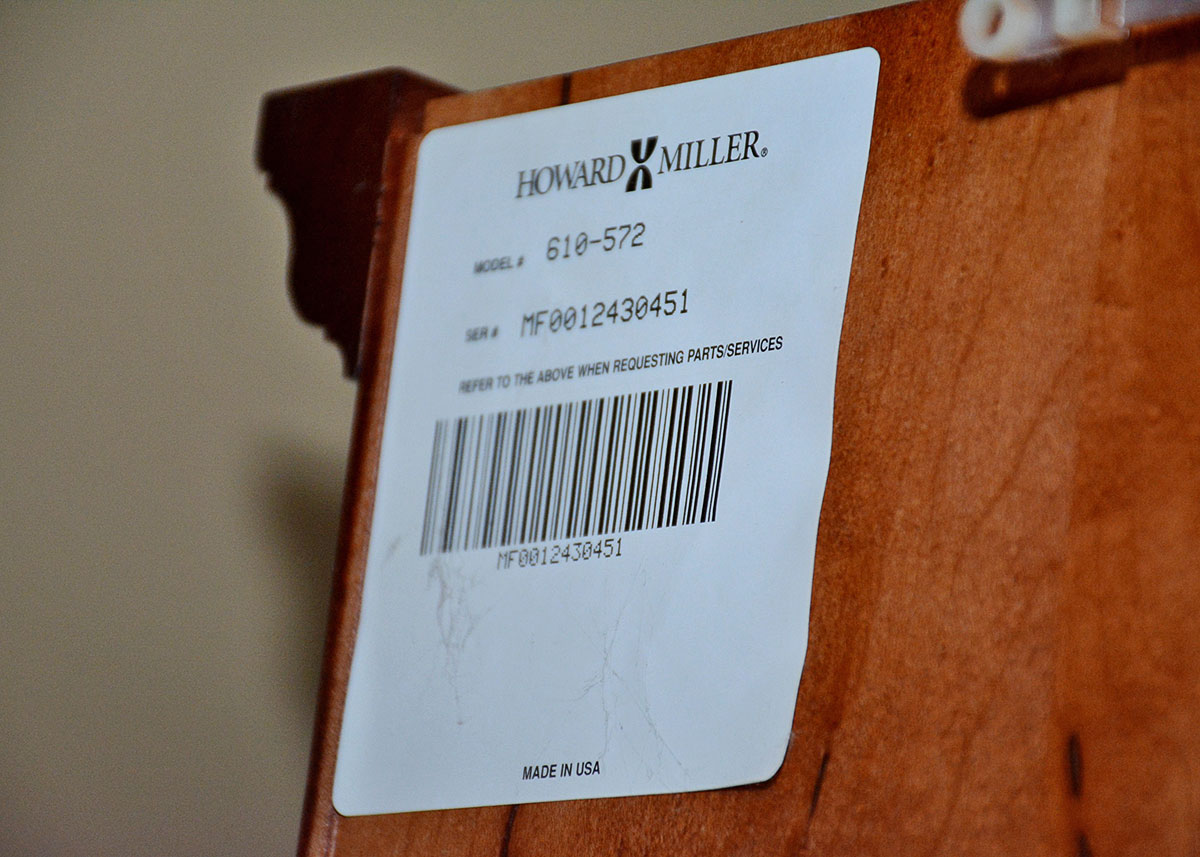 HOWARD MILLER®
MODEL # 610-572
SER # MF0012430451
REFER TO THE ABOVE WHEN REQUESTING PARTS/SERVICES
MF0012430451
MADE IN USA